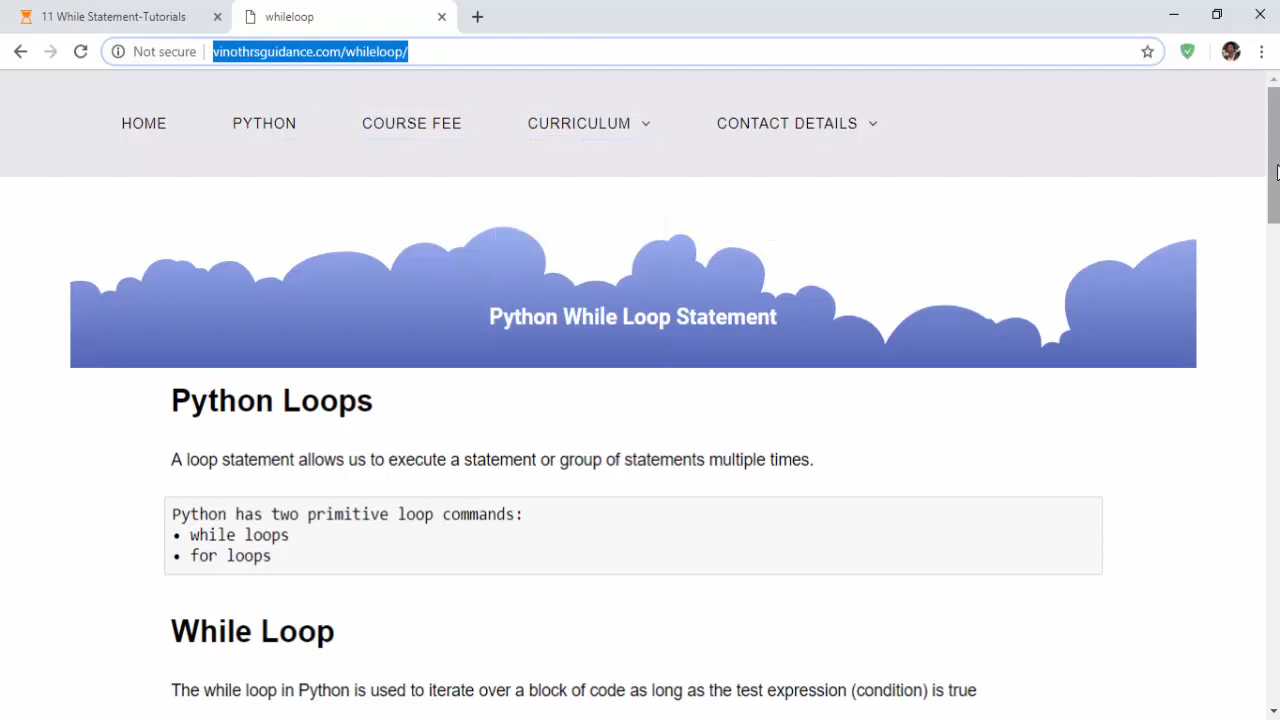 11 While Statement-Tutorials
whileloop
Not secure
vinothrsguidance.com/whileloop/
HOME
PYTHON
COURSE FEE
CURRICULUM
CONTACT DETAILS
Python While Loop Statement
Python Loops
A loop statement allows us to execute a statement or group of statements multiple times.
Python has two primitive loop commands:
• while loops
• for loops
While Loop
The while loop in Python is used to iterate over a block of code as long as the test expression (condition) is true